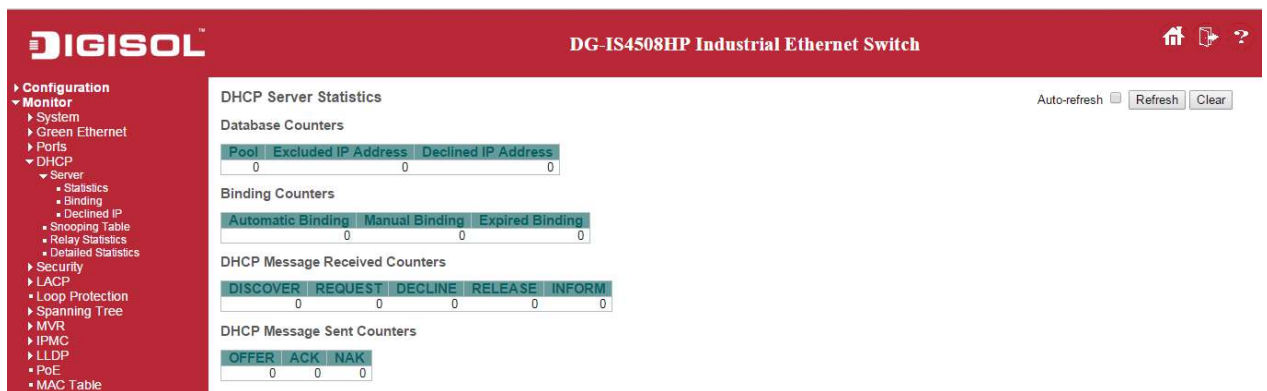 DIGISOL™
DG-IS4508HP Industrial Ethernet Switch
?
Configuration
Monitor
System
Green Ethernet
Ports
DHCP
Server
Statistics
Binding
Declined IP
Snooping Table
Relay Statistics
Detailed Statistics
Security
LACP
Loop Protection
Spanning Tree
MVR
IPMC
LLDP
PoE
MAC Table
DHCP Server Statistics
Auto-refresh Refresh Clear
Database Counters
Pool Excluded IP Address Declined IP Address
0 0 0
Binding Counters
Automatic Binding Manual Binding Expired Binding
0 0 0
DHCP Message Received Counters
DISCOVER REQUEST DECLINE RELEASE INFORM
0 0 0 0 0
DHCP Message Sent Counters
OFFER ACK NAK
0 0 0